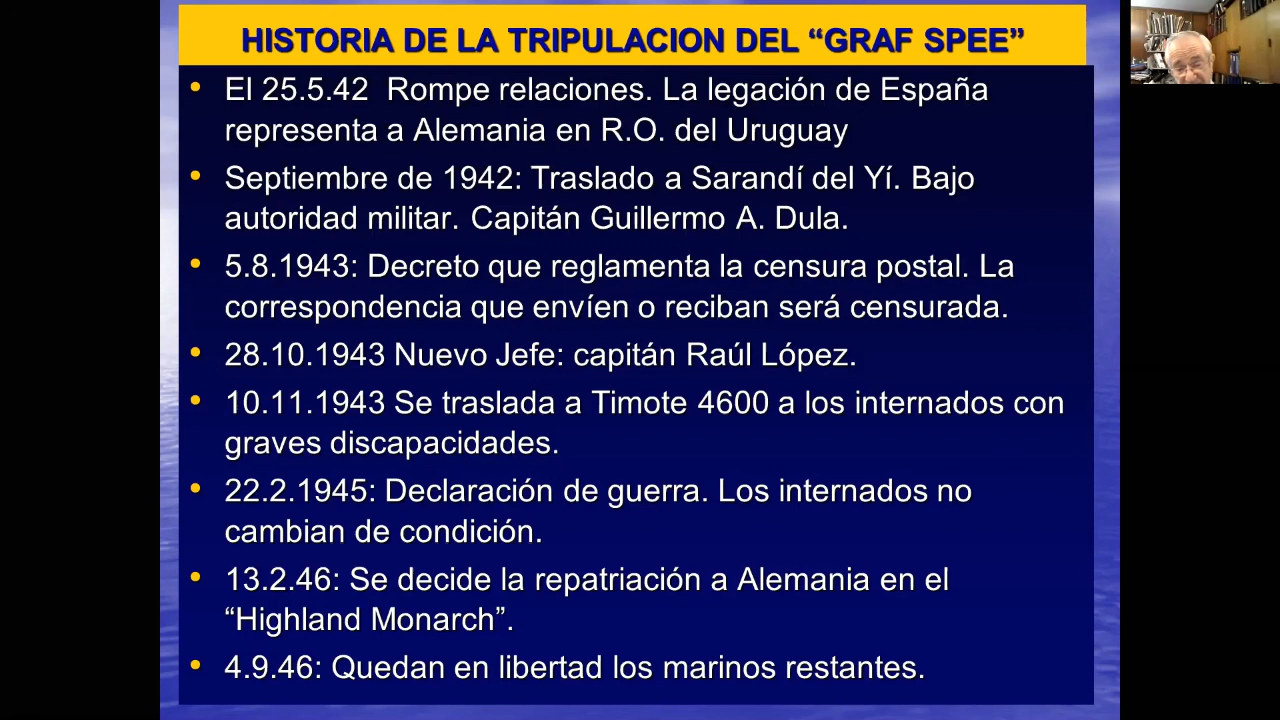 HISTORIA DE LA TRIPULACION DEL “GRAF SPEE”
• El 25.5.42  Rompe relaciones. La legación de España
representa a Alemania en R.O. del Uruguay
• Septiembre de 1942: Traslado a Sarandí del Yí. Bajo
autoridad militar. Capitán Guillermo A. Dula.
• 5.8.1943: Decreto que reglamenta la censura postal. La
correspondencia que envíen o reciban será censurada.
• 28.10.1943 Nuevo Jefe: capitán Raúl López.
• 10.11.1943 Se traslada a Timote 4600 a los internados con
graves discapacidades.
• 22.2.1945: Declaración de guerra. Los internados no
cambian de condición.
• 13.2.46: Se decide la repatriación a Alemania en el
“Highland Monarch”.
• 4.9.46: Quedan en libertad los marinos restantes.